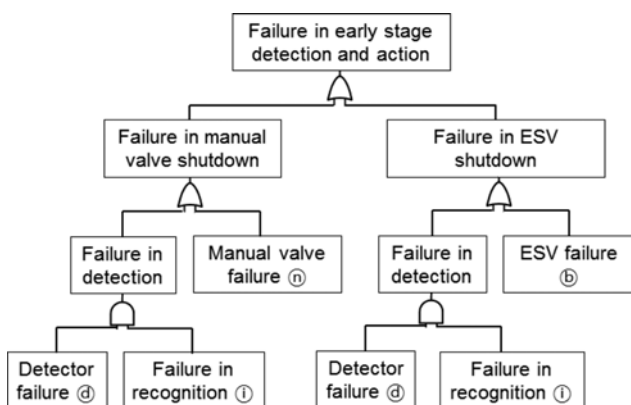 Failure in early stage
detection and action
Failure in manual
valve shutdown
Failure in ESV
shutdown
Failure in
detection
Manual valve
failure ⓝ
Failure in
detection
ESV failure
ⓑ
Detector
failure ⓓ
Failure in
recognition ⓘ
Detector
failure ⓓ
Failure in
recognition ⓘ